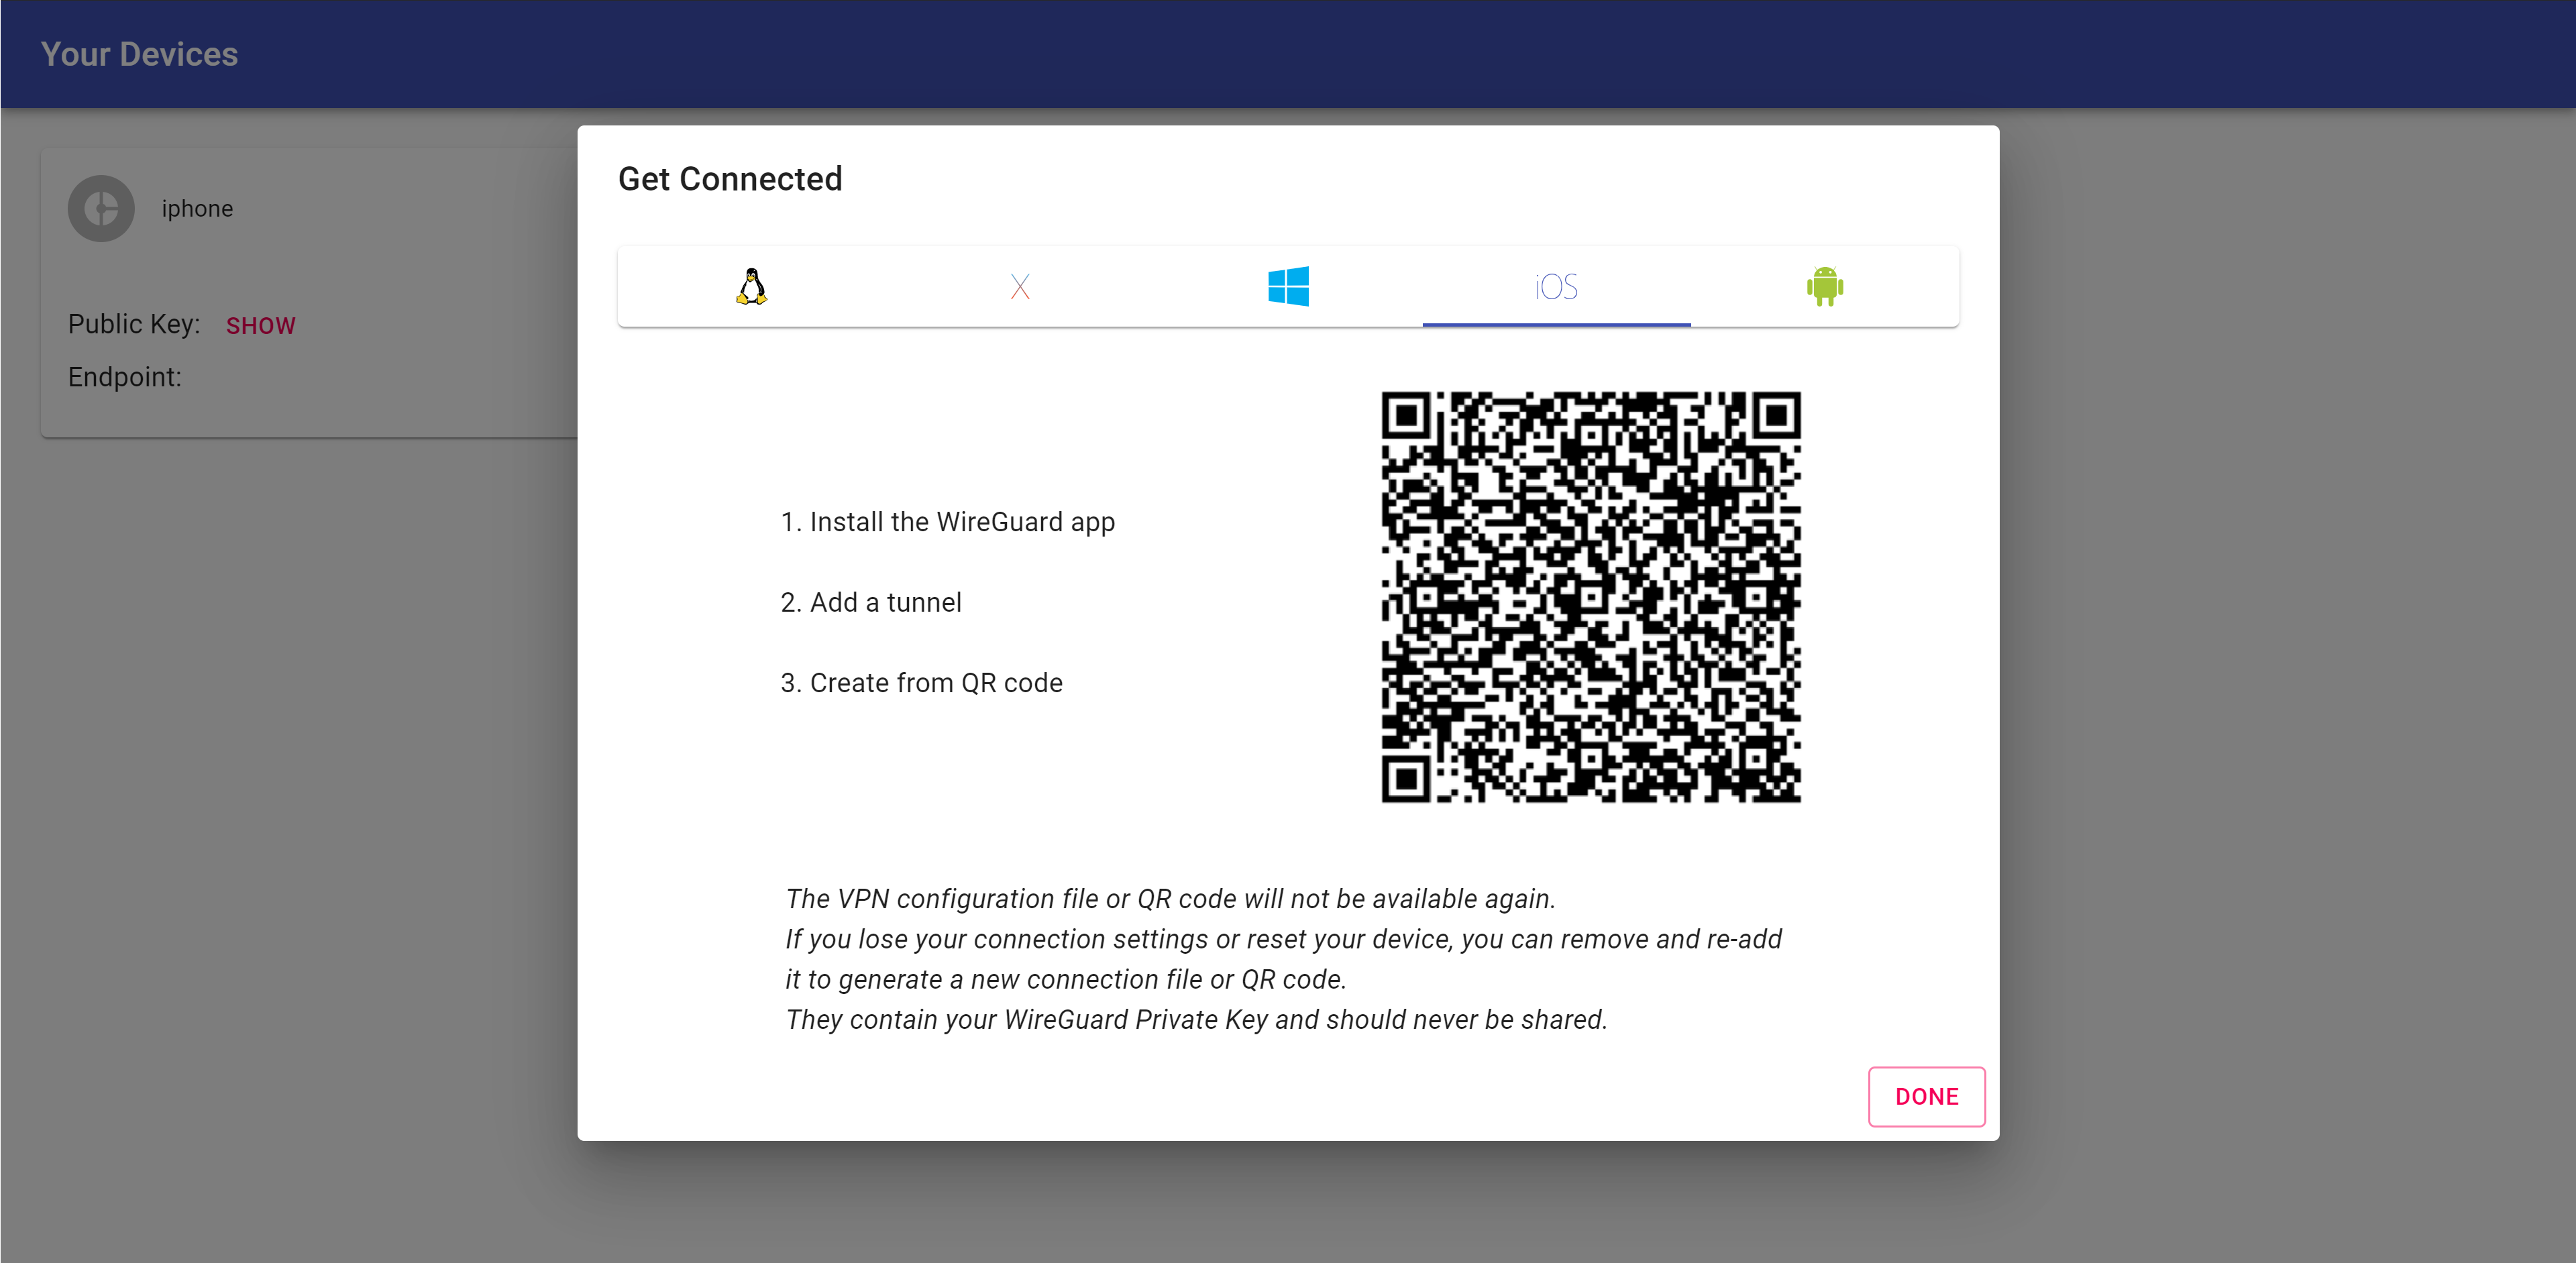 Your Devices
iphone
Public Key: SHOW
Endpoint:
Get Connected
X
iOS
1. Install the WireGuard app
2. Add a tunnel
3. Create from QR code
The VPN configuration file or QR code will not be available again.
If you lose your connection settings or reset your device, you can remove and re-add
it to generate a new connection file or QR code.
They contain your WireGuard Private Key and should never be shared.
DONE